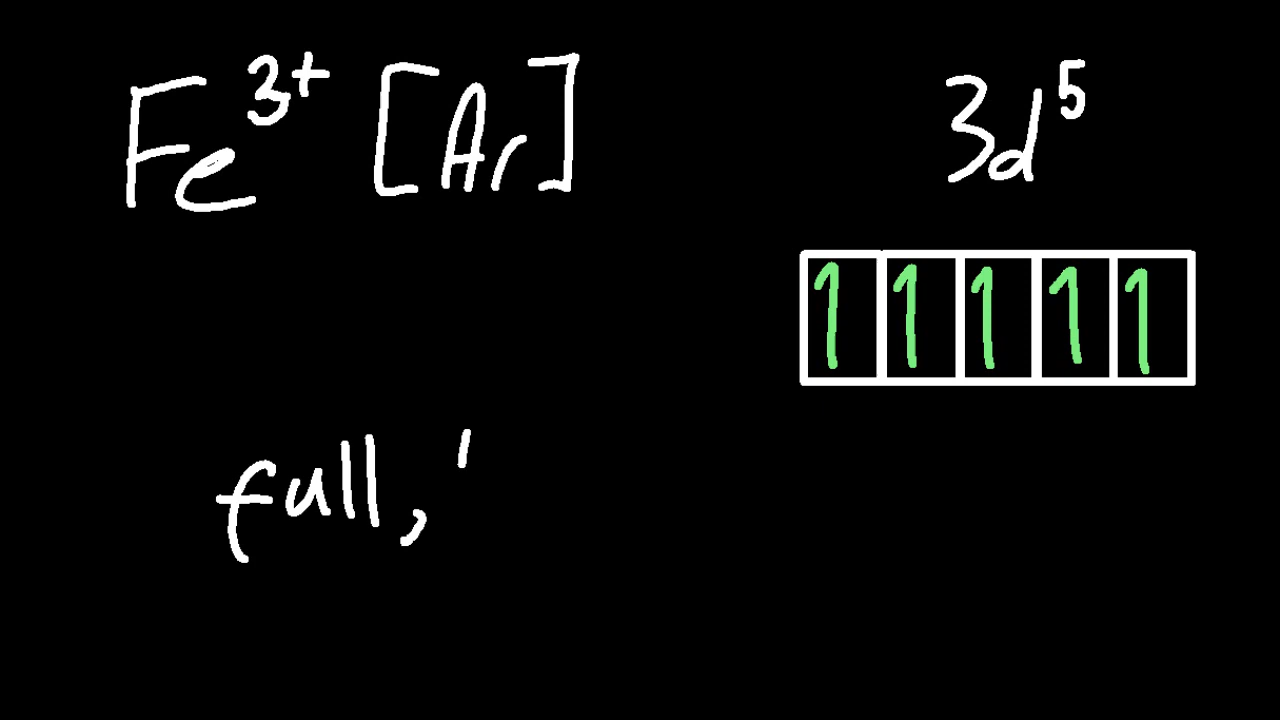 Fe³⁺ [Ar] 3d⁵
1 1 1 1 1
full, '